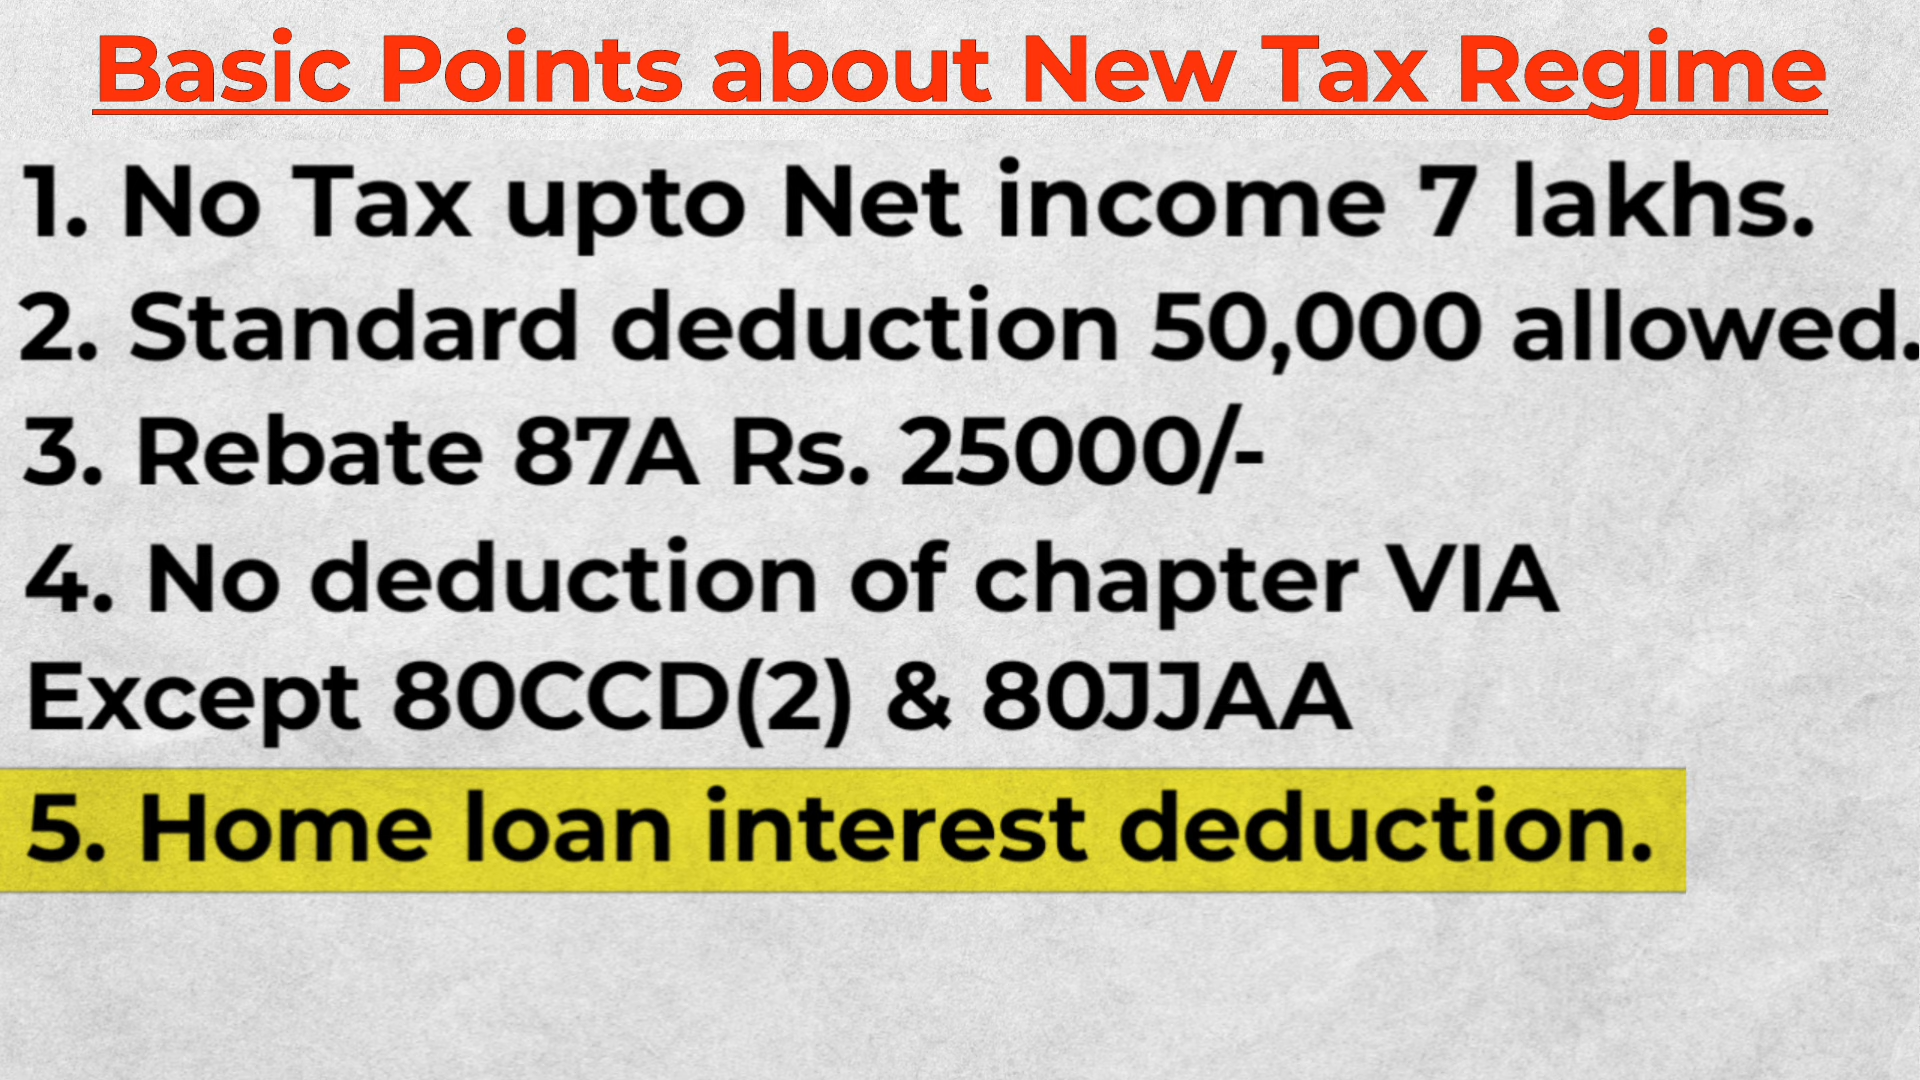 Basic Points about New Tax Regime
1. No Tax upto Net income 7 lakhs.
2. Standard deduction 50,000 allowed.
3. Rebate 87A Rs. 25000/-
4. No deduction of chapter VIA
Except 80CCD(2) & 80JJAA
5. Home loan interest deduction.